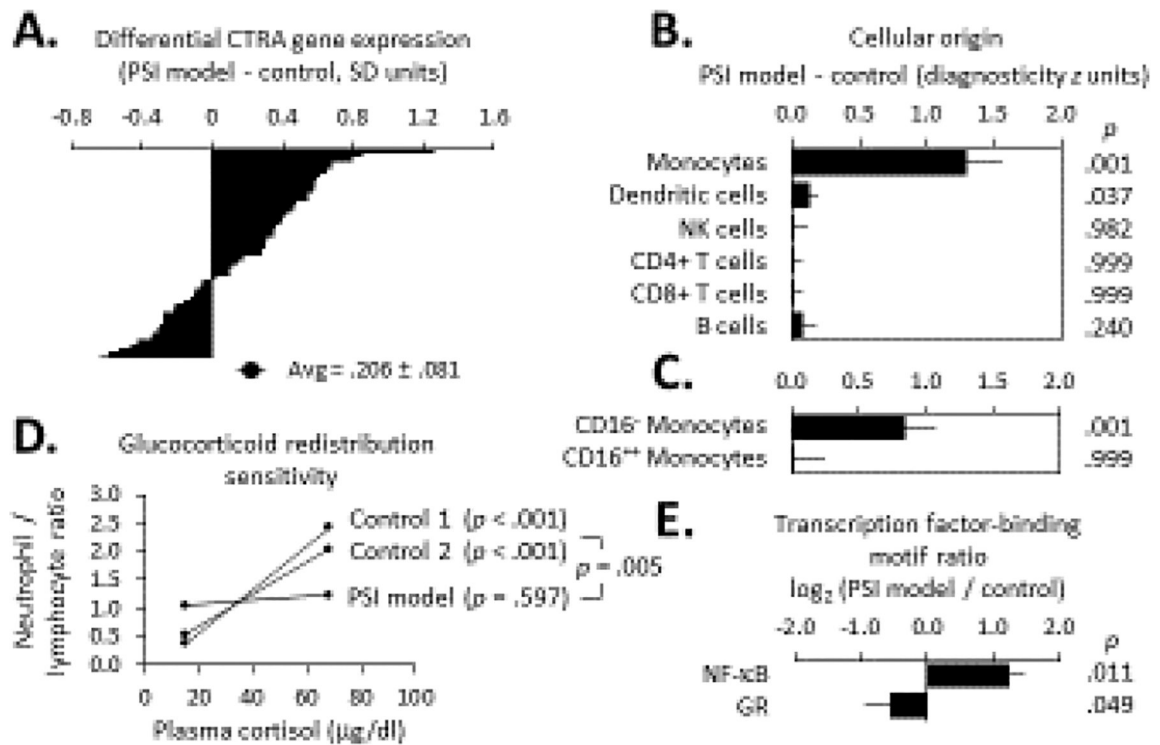 A.
Differential CTRA gene expression
(PSI model - control, SD units)
-0.8 -0.4 0 0.4 0.8 1.2 1.6
Avg = .206 ± .081
B.
Cellular origin
PSI model - control (diagnosticity z units)
0.0 0.5 1.0 1.5 2.0
p
Monocytes .001
Dendritic cells .037
NK cells .982
CD4+ T cells .999
CD8+ T cells .999
B cells .240
C.
0.0 0.5 1.0 1.5 2.0
CD16⁻ Monocytes .001
CD16⁺⁺ Monocytes .999
D.
Glucocorticoid redistribution
sensitivity
Neutrophil /
lymphocyte ratio
3.0
2.5
2.0
1.5
1.0
0.5
0.0
Control 1 (p < .001)
Control 2 (p < .001)
p = .005
PSI model (p = .597)
0 20 40 60 80 100
Plasma cortisol (µg/dl)
E.
Transcription factor-binding
motif ratio
log₂ (PSI model / control)
-2.0 -1.0 0.0 1.0 2.0
p
NF-κB .011
GR .049